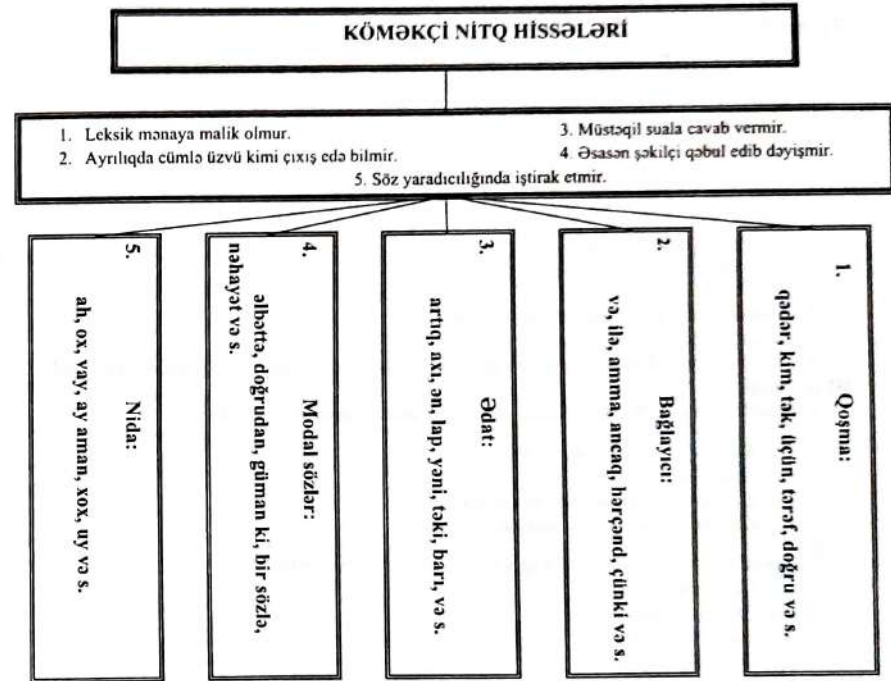 KÖMƏKÇİ NİTQ HİSSƏLƏRİ
1. Leksik mənaya malik olmur.
2. Ayrılıqda cümlə üzvü kimi çıxış edə bilmir.
3. Müstəqil suala cavab vermir.
4. Əsasən şəkilçi qəbul edib dəyişmir.
5. Söz yaradıcılığında iştirak etmir.
1. Qoşma:
qədər, kim, tək, üçün, tərəf, doğru və s.
2. Bağlayıcı:
və, ilə, amma, ancaq, hərçənd, çünki və s.
3. Ədat:
artıq, axı, ən, lap, yəni, təki, barı, və s.
4. Modal sözlər:
əlbəttə, doğrudan, güman ki, bir sözlə,
nəhayət və s.
5. Nida:
ah, ox, vay, ay aman, xox, uy və s.